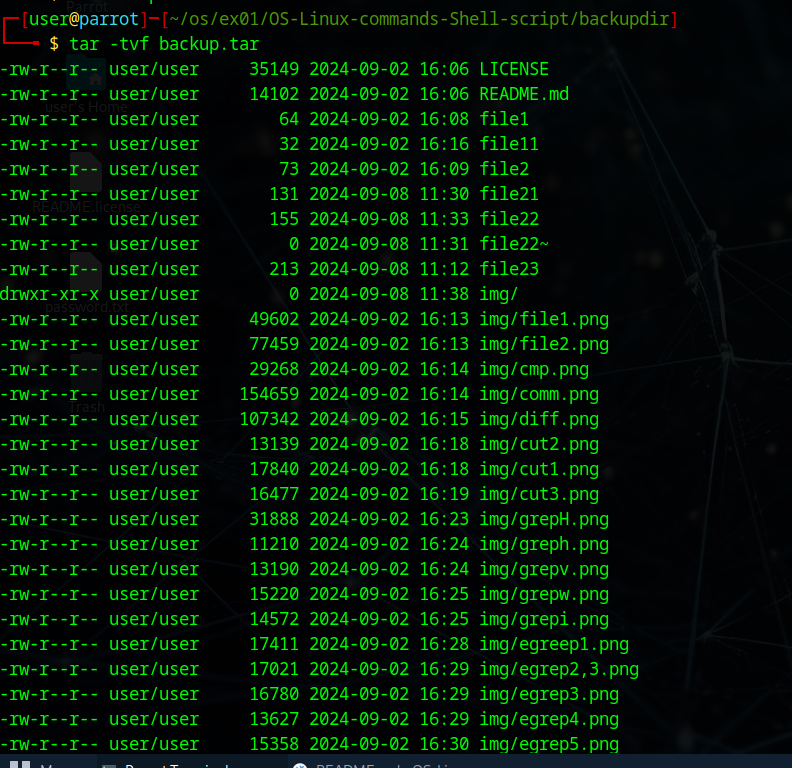 ┌─[user@parrot]─[~/os/ex01/OS-Linux-commands-Shell-script/backupdir]
└──╼ $ tar -tvf backup.tar
-rw-r--r-- user/user     35149 2024-09-02 16:06 LICENSE
-rw-r--r-- user/user     14102 2024-09-02 16:06 README.md
user's Home
-rw-r--r-- user/user        64 2024-09-02 16:08 file1
-rw-r--r-- user/user        32 2024-09-02 16:16 file11
-rw-r--r-- user/user        73 2024-09-02 16:09 file2
-rw-r--r-- user/user       131 2024-09-08 11:30 file21
README.license
-rw-r--r-- user/user       155 2024-09-08 11:33 file22
-rw-r--r-- user/user         0 2024-09-08 11:31 file22~
-rw-r--r-- user/user       213 2024-09-08 11:12 file23
drwxr-xr-x user/user         0 2024-09-08 11:38 img/
password.txt
-rw-r--r-- user/user     49602 2024-09-02 16:13 img/file1.png
-rw-r--r-- user/user     77459 2024-09-02 16:13 img/file2.png
-rw-r--r-- user/user     29268 2024-09-02 16:14 img/cmp.png
-rw-r--r-- user/user    154659 2024-09-02 16:14 img/comm.png
Trash
-rw-r--r-- user/user    107342 2024-09-02 16:15 img/diff.png
-rw-r--r-- user/user     13139 2024-09-02 16:18 img/cut2.png
-rw-r--r-- user/user     17840 2024-09-02 16:18 img/cut1.png
-rw-r--r-- user/user     16477 2024-09-02 16:19 img/cut3.png
-rw-r--r-- user/user     31888 2024-09-02 16:23 img/grepH.png
-rw-r--r-- user/user     11210 2024-09-02 16:24 img/greph.png
-rw-r--r-- user/user     13190 2024-09-02 16:24 img/grepv.png
-rw-r--r-- user/user     15220 2024-09-02 16:25 img/grepw.png
-rw-r--r-- user/user     14572 2024-09-02 16:25 img/grepi.png
-rw-r--r-- user/user     17411 2024-09-02 16:28 img/egreep1.png
-rw-r--r-- user/user     17021 2024-09-02 16:29 img/egrep2,3.png
-rw-r--r-- user/user     16780 2024-09-02 16:29 img/egrep3.png
-rw-r--r-- user/user     13627 2024-09-02 16:29 img/egrep4.png
-rw-r--r-- user/user     15358 2024-09-02 16:30 img/egrep5.png